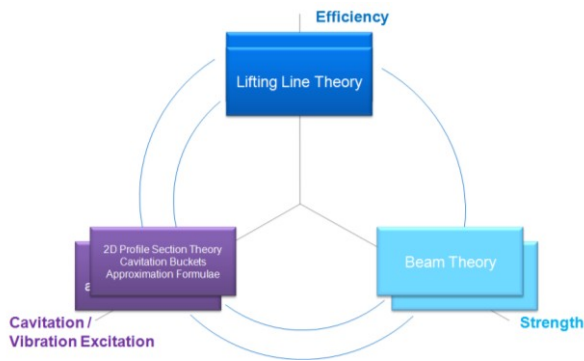 Efficiency
Lifting Line Theory
2D Profile Section Theory
Cavitation Buckets
Approximation Formulae
Beam Theory
Cavitation /
Vibration Excitation
Strength